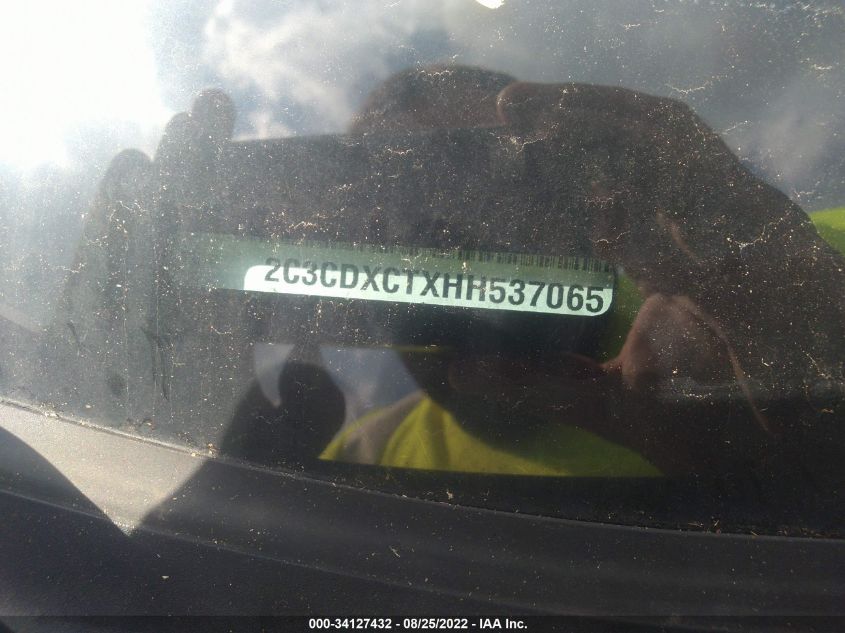 2C3CDXCTXHH537065
000-34127432 - 08/25/2022 - IAA Inc.